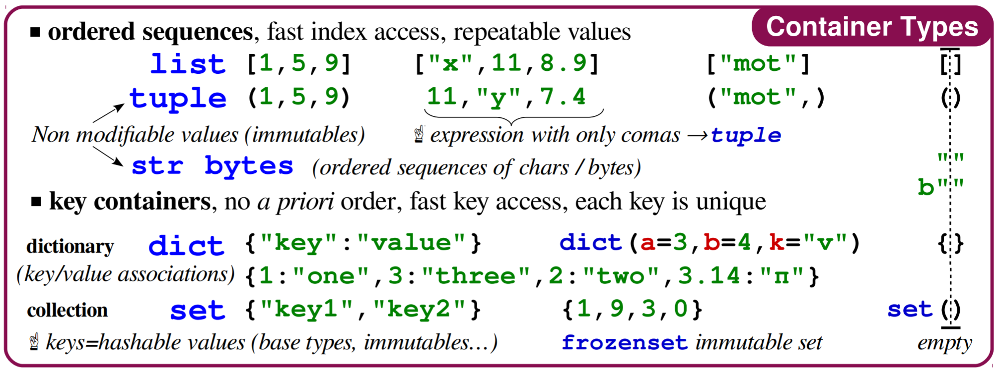 Container Types
■ ordered sequences, fast index access, repeatable values
list [1,5,9] ["x",11,8.9] ["mot"] []
tuple (1,5,9) 11,"y",7.4 ("mot",) ()
Non modifiable values (immutables) ☝ expression with only comas →tuple
str bytes (ordered sequences of chars / bytes) ""
b""
■ key containers, no a priori order, fast key access, each key is unique
dictionary dict {"key":"value"} dict(a=3,b=4,k="v") {}
(key/value associations) {1:"one",3:"three",2:"two",3.14:"π"}
collection set {"key1","key2"} {1,9,3,0} set()
☝ keys=hashable values (base types, immutables…) frozenset immutable set empty